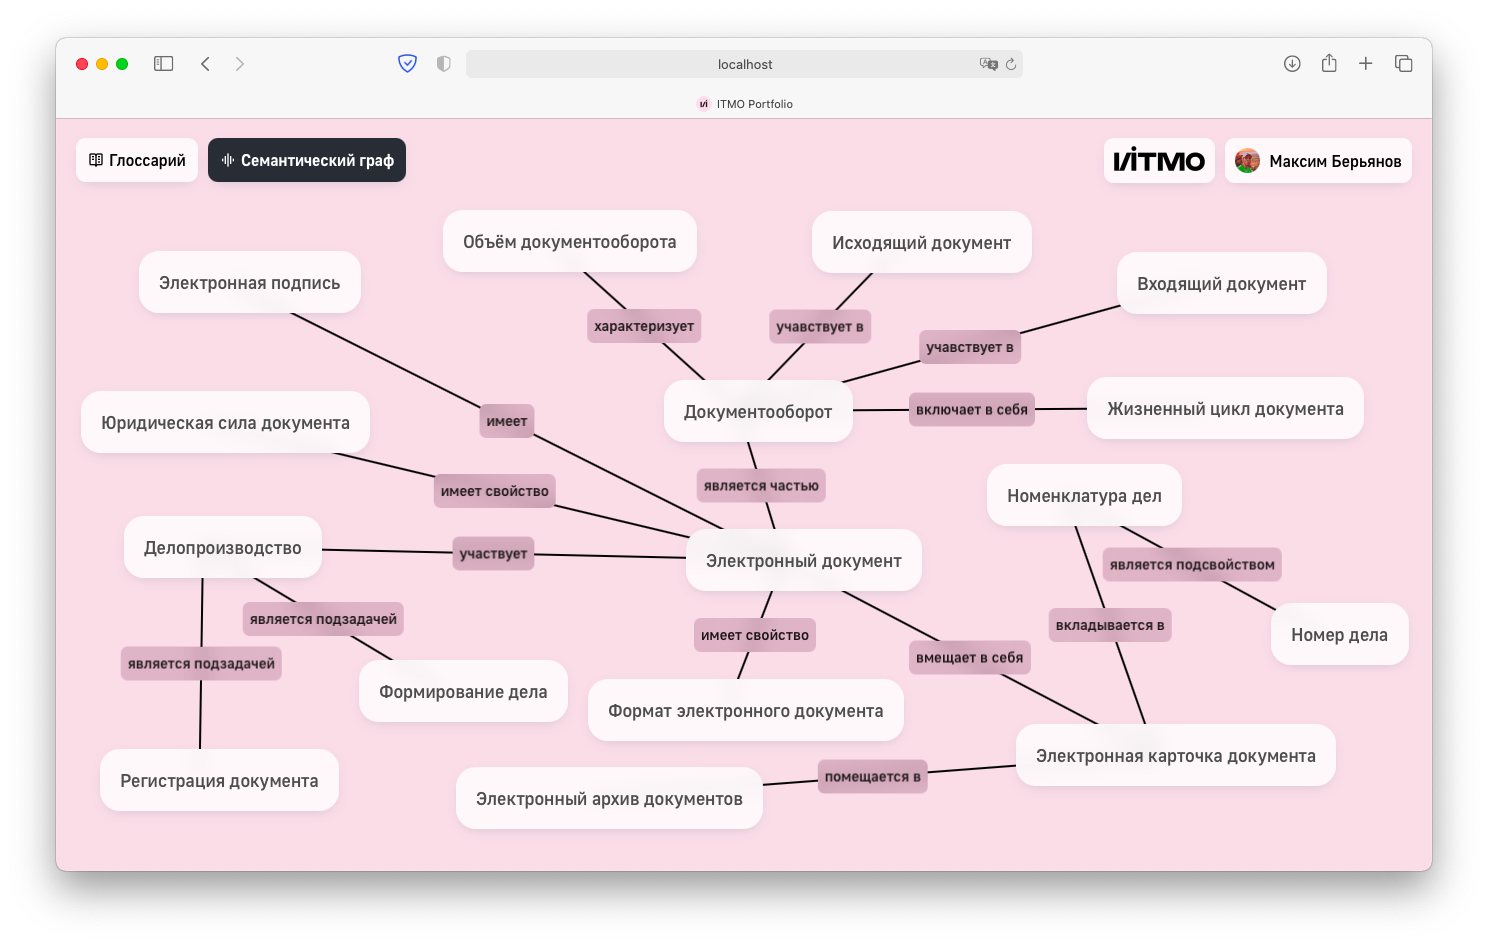 localhost
ITMO Portfolio
Глоссарий
Семантический граф
ИТМО
Максим Берьянов
Объём документооборота
Исходящий документ
Электронная подпись
Входящий документ
характеризует
учавствует в
учавствует в
Юридическая сила документа
имеет
Документооборот
включает в себя
Жизненный цикл документа
имеет свойство
является частью
Номенклатура дел
Делопроизводство
участвует
Электронный документ
является подсвойством
является подзадачей
имеет свойство
вкладывается в
Номер дела
является подзадачей
вмещает в себя
Формирование дела
Формат электронного документа
Электронная карточка документа
Регистрация документа
помещается в
Электронный архив документов